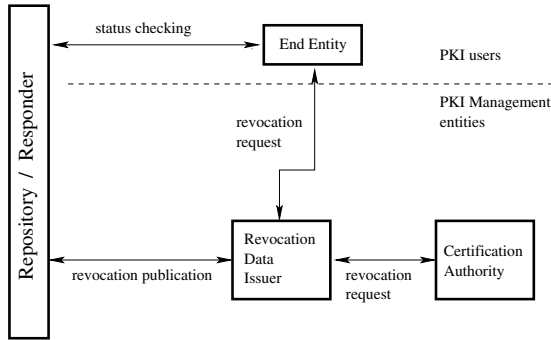 Repository / Responder
status checking
End Entity
PKI users
PKI Management
entities
revocation
request
Revocation
Data
Issuer
Certification
Authority
revocation publication
revocation
request